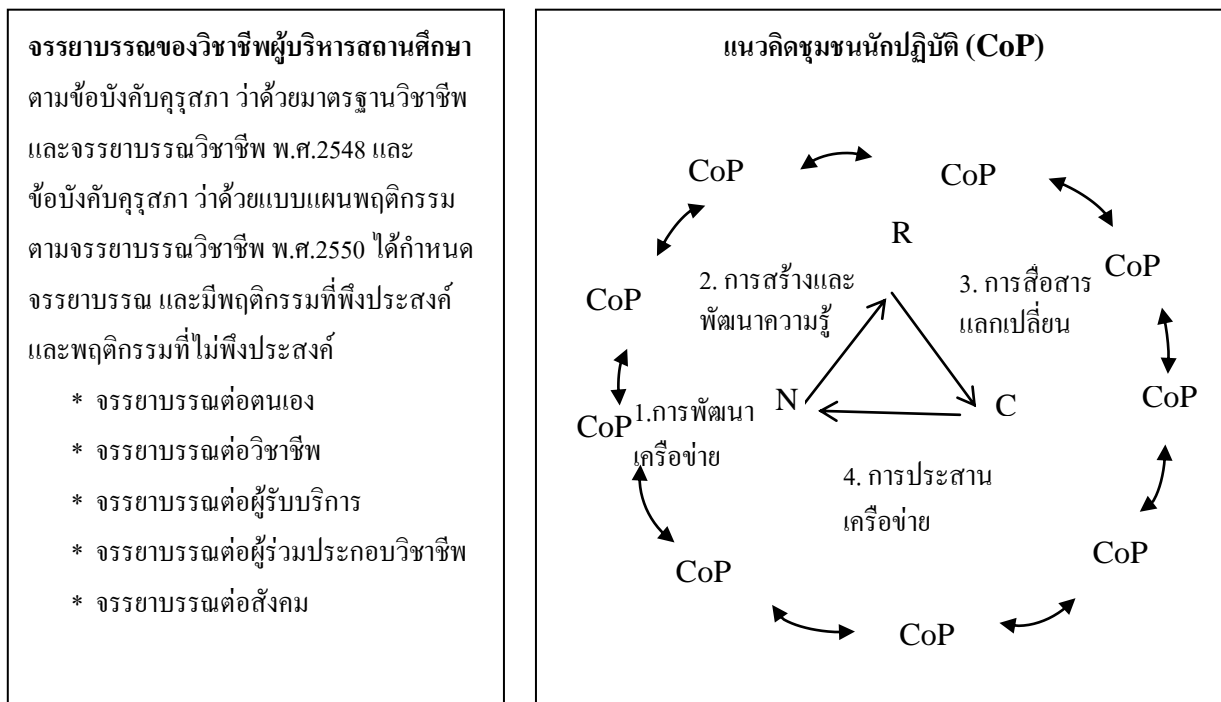 จรรยาบรรณของวิชาชีพผู้บริหารสถานศึกษา
ตามข้อบังคับคุรุสภา ว่าด้วยมาตรฐานวิชาชีพ
และจรรยาบรรณวิชาชีพ พ.ศ.2548 และ
ข้อบังคับคุรุสภา ว่าด้วยแบบแผนพฤติกรรม
ตามจรรยาบรรณวิชาชีพ พ.ศ.2550 ได้กำหนด
จรรยาบรรณ และมีพฤติกรรมที่พึงประสงค์
และพฤติกรรมที่ไม่พึงประสงค์
* จรรยาบรรณต่อตนเอง
* จรรยาบรรณต่อวิชาชีพ
* จรรยาบรรณต่อผู้รับบริการ
* จรรยาบรรณต่อผู้ร่วมประกอบวิชาชีพ
* จรรยาบรรณต่อสังคม
แนวคิดชุมชนนักปฏิบัติ (CoP)
CoP
CoP
R
CoP
2. การสร้างและ
พัฒนาความรู้
3. การสื่อสาร
แลกเปลี่ยน
CoP
N
C
CoP
CoP
1.การพัฒนา
เครือข่าย
4. การประสาน
เครือข่าย
CoP
CoP
CoP